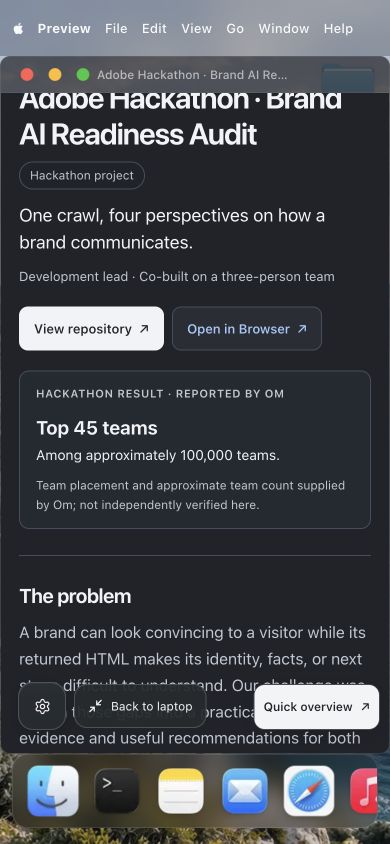 Preview File Edit View Go Window Help
Adobe Hackathon · Brand AI Re...
Adobe Hackathon · Brand
AI Readiness Audit
Hackathon project
One crawl, four perspectives on how a
brand communicates.
Development lead · Co-built on a three-person team
View repository ↗ Open in Browser ↗
HACKATHON RESULT · REPORTED BY OM
Top 45 teams
Among approximately 100,000 teams.
Team placement and approximate team count supplied
by Om; not independently verified here.
The problem
A brand can look convincing to a visitor while its
returned HTML makes its identity, facts, or next
difficult to understand. Our challenge was
Back to laptop Quick overview ↗
evidence and useful recommendations for both